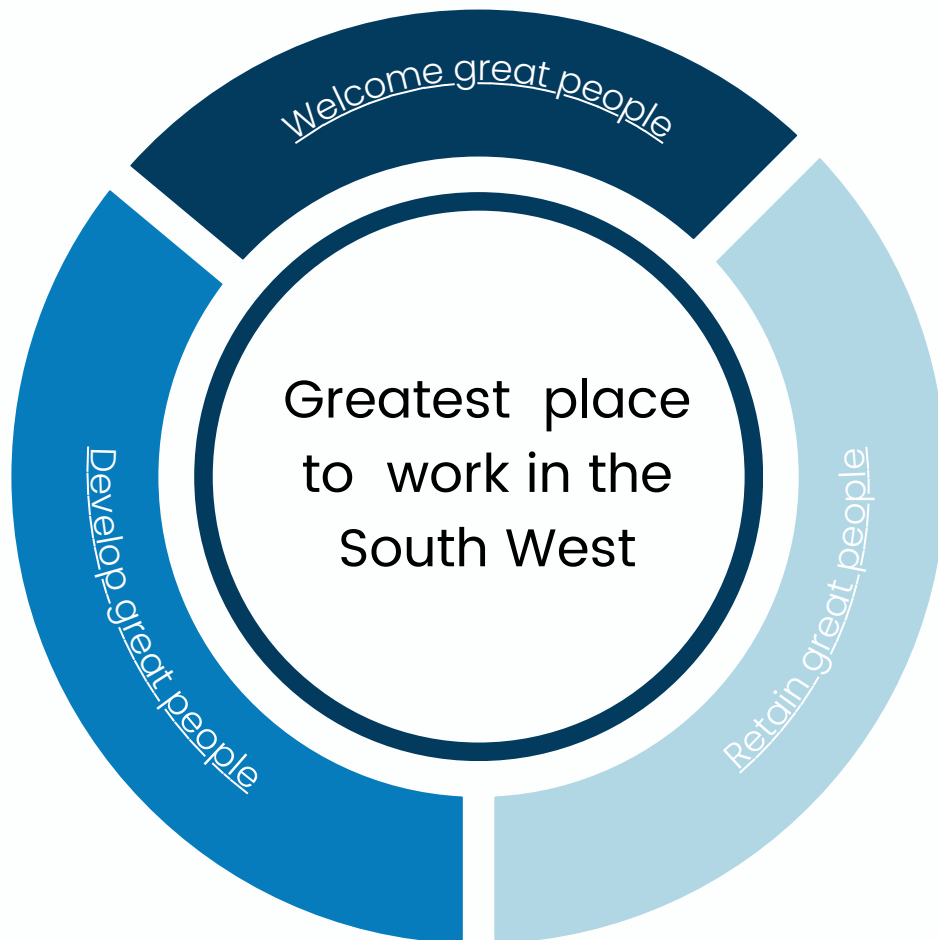 Welcome great people
Greatest place
to work in the
South West
Develop great people
Retain great people